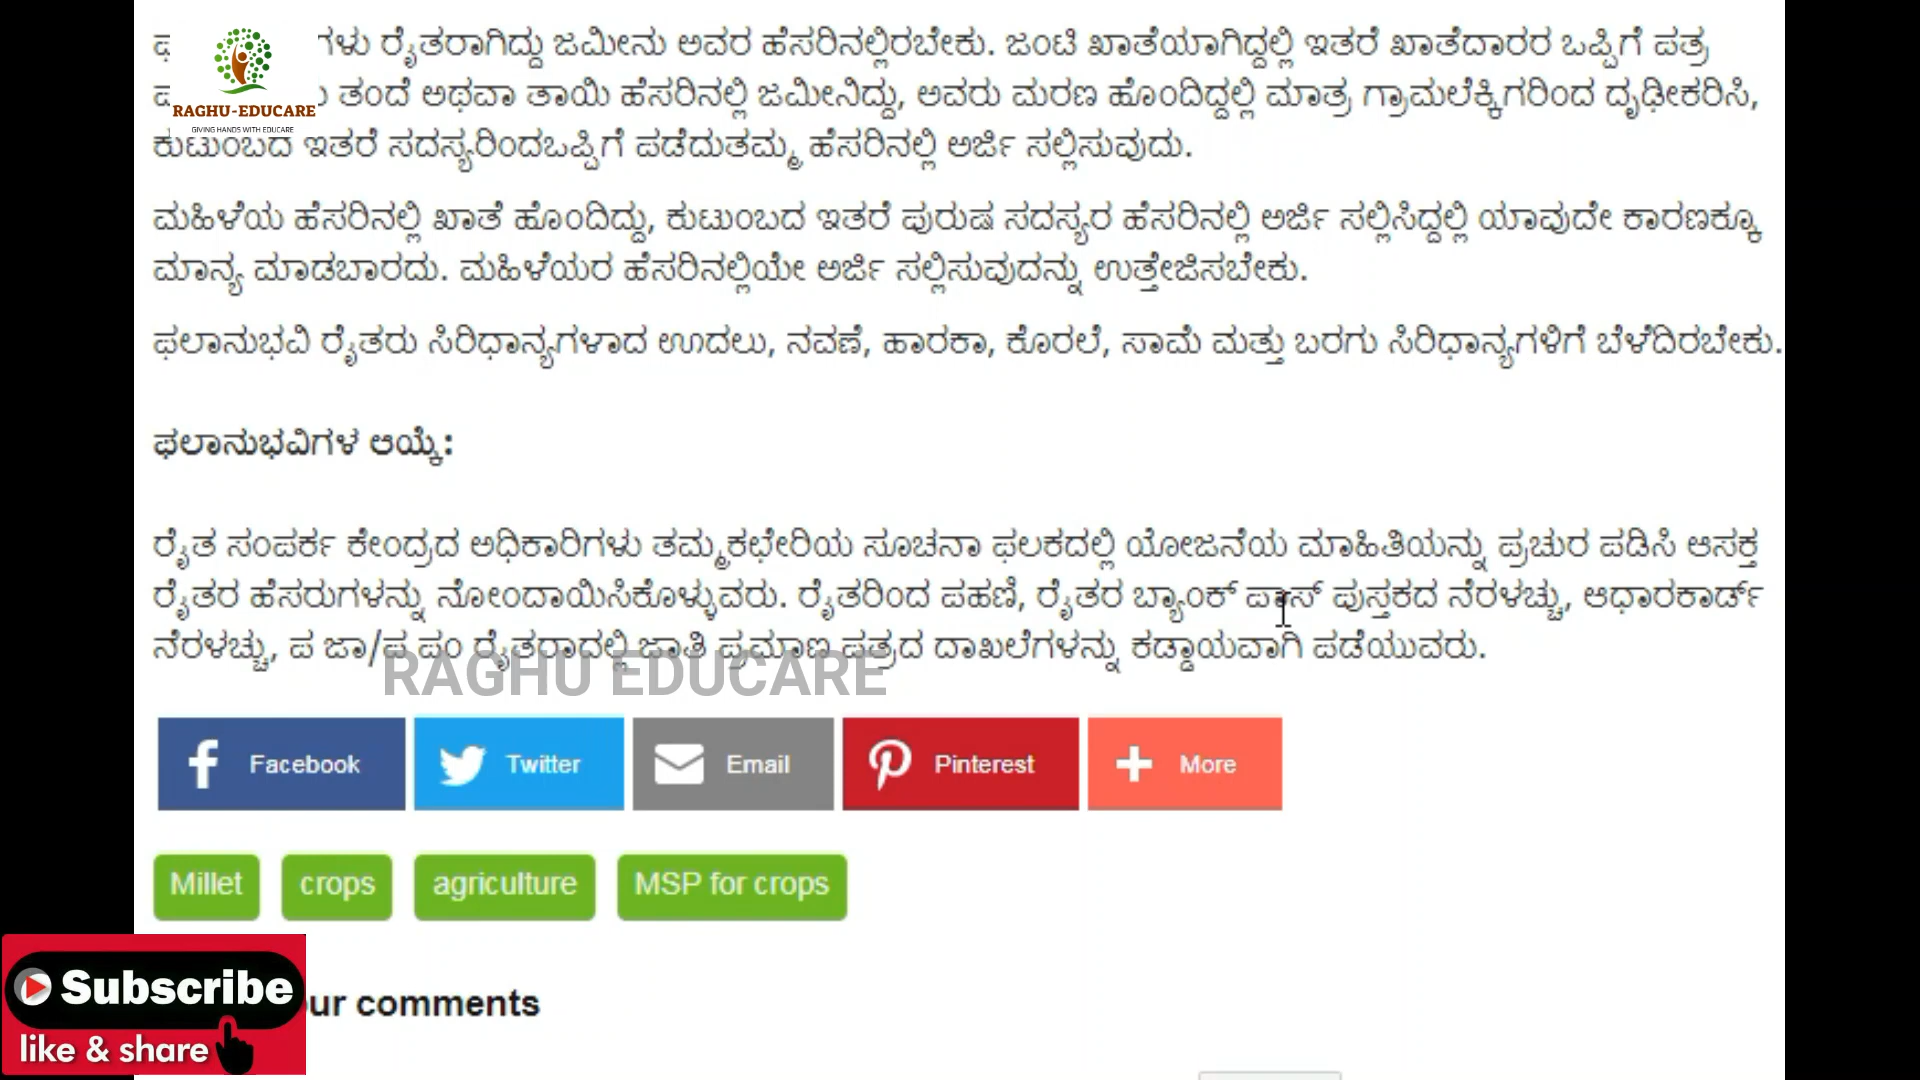 ಗಳು ರೈತರಾಗಿದ್ದು ಜಮೀನು ಅವರ ಹೆಸರಿನಲ್ಲಿರಬೇಕು. ಜಂಟಿ ಖಾತೆಯಾಗಿದ್ದಲ್ಲಿ ಇತರೆ ಖಾತೆದಾರರ ಒಪ್ಪಿಗೆ ಪತ್ರ
ತಂದೆ ಅಥವಾ ತಾಯಿ ಹೆಸರಿನಲ್ಲಿ ಜಮೀನಿದ್ದು, ಅವರು ಮರಣ ಹೊಂದಿದ್ದಲ್ಲಿ ಮಾತ್ರ ಗ್ರಾಮಲೆಕ್ಕಿಗರಿಂದ ದೃಢೀಕರಿಸಿ,
RAGHU-EDUCARE
GIVING HANDS WITH EDUCARE
ಕುಟುಂಬದ ಇತರೆ ಸದಸ್ಯರಿಂದಒಪ್ಪಿಗೆ ಪಡೆದುತಮ್ಮ ಹೆಸರಿನಲ್ಲಿ ಅರ್ಜಿ ಸಲ್ಲಿಸುವುದು.
ಮಹಿಳೆಯ ಹೆಸರಿನಲ್ಲಿ ಖಾತೆ ಹೊಂದಿದ್ದು, ಕುಟುಂಬದ ಇತರೆ ಪುರುಷ ಸದಸ್ಯರ ಹೆಸರಿನಲ್ಲಿ ಅರ್ಜಿ ಸಲ್ಲಿಸಿದ್ದಲ್ಲಿ ಯಾವುದೇ ಕಾರಣಕ್ಕೂ
ಮಾನ್ಯ ಮಾಡಬಾರದು. ಮಹಿಳೆಯರ ಹೆಸರಿನಲ್ಲಿಯೇ ಅರ್ಜಿ ಸಲ್ಲಿಸುವುದನ್ನು ಉತ್ತೇಜಿಸಬೇಕು.
ಫಲಾನುಭವಿ ರೈತರು ಸಿರಿಧಾನ್ಯಗಳಾದ ಊದಲು, ನವಣೆ, ಹಾರಕಾ, ಕೊರಲೆ, ಸಾಮೆ ಮತ್ತು ಬರಗು ಸಿರಿಧಾನ್ಯಗಳಿಗೆ ಬೆಳೆದಿರಬೇಕು.
ಫಲಾನುಭವಿಗಳ ಆಯ್ಕೆ:
ರೈತ ಸಂಪರ್ಕ ಕೇಂದ್ರದ ಅಧಿಕಾರಿಗಳು ತಮ್ಮಕಛೇರಿಯ ಸೂಚನಾ ಫಲಕದಲ್ಲಿ ಯೋಜನೆಯ ಮಾಹಿತಿಯನ್ನು ಪ್ರಚುರ ಪಡಿಸಿ ಆಸಕ್ತ
ರೈತರ ಹೆಸರುಗಳನ್ನು ನೋಂದಾಯಿಸಿಕೊಳ್ಳುವರು. ರೈತರಿಂದ ಪಹಣಿ, ರೈತರ ಬ್ಯಾಂಕ್ ಪಾಸ್ ಪುಸ್ತಕದ ನೆರಳಚ್ಚು, ಆಧಾರಕಾರ್ಡ್
ನೆರಳಚ್ಚು, ಪ ಜಾ/ಪ ಪಂ ರೈತರಾದಲ್ಲಿ ಜಾತಿ ಪ್ರಮಾಣ ಪತ್ರದ ದಾಖಲೆಗಳನ್ನು ಕಡ್ಡಾಯವಾಗಿ ಪಡೆಯುವರು.
RAGHU EDUCARE
Facebook Twitter Email Pinterest More
Millet crops agriculture MSP for crops
Subscribe
our comments
like & share